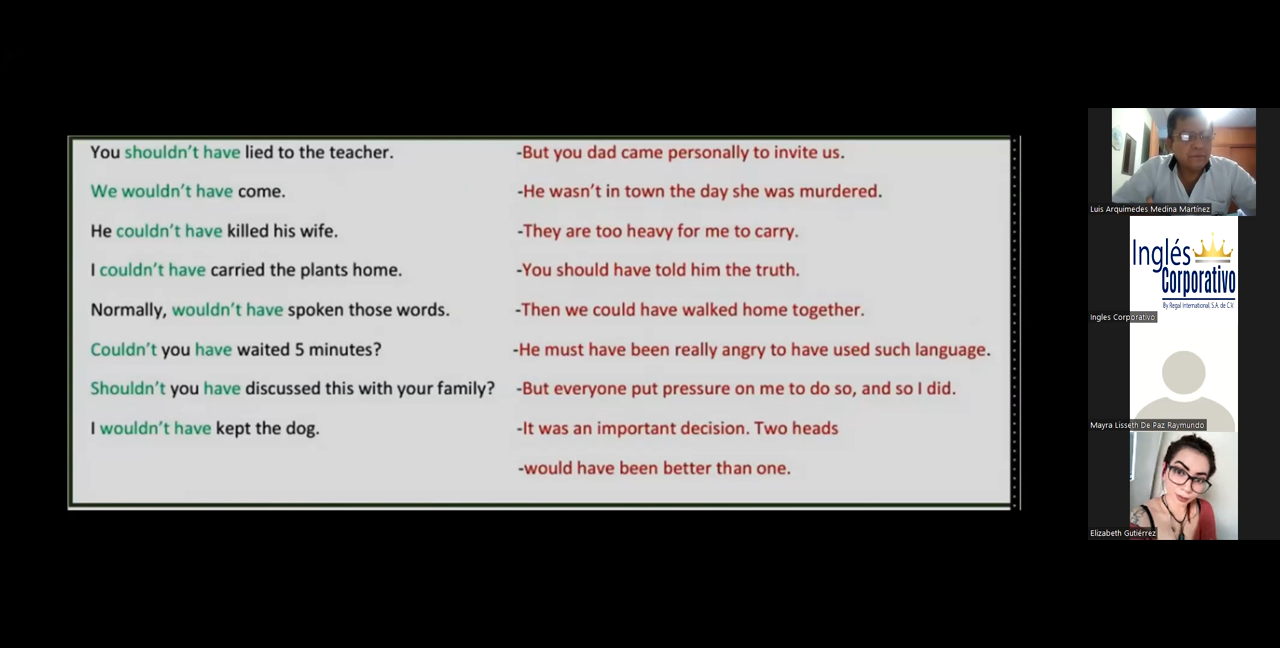 You shouldn't have lied to the teacher. -But you dad came personally to invite us.
We wouldn't have come. -He wasn't in town the day she was murdered.
He couldn't have killed his wife. -They are too heavy for me to carry.
I couldn't have carried the plants home. -You should have told him the truth.
Normally, wouldn't have spoken those words. -Then we could have walked home together.
Couldn't you have waited 5 minutes? -He must have been really angry to have used such language.
Shouldn't you have discussed this with your family? -But everyone put pressure on me to do so, and so I did.
I wouldn't have kept the dog. -It was an important decision. Two heads
-would have been better than one.
Luis Arquimedes Medina Martínez
Inglés
Corporativo
By Regal International, S.A. de C.V
Ingles Corporativo
Mayra Lisseth De Paz Raymundo
Elizabeth Gutiérrez